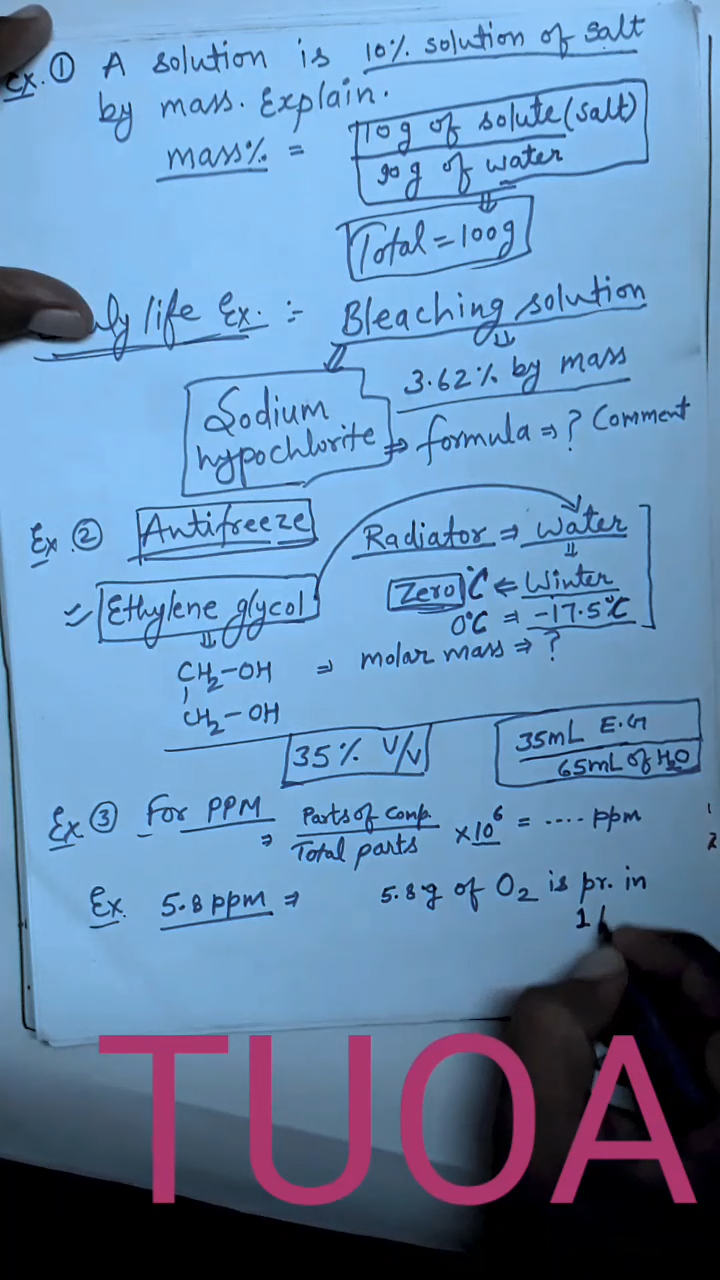 Ex. ① A solution is 10% solution of salt
by mass. Explain.
mass% = 10g of solute (salt)
90g of water
⇓
Total = 100g
life Ex. :- Bleaching solution
⇓
3.62% by mass
Sodium
hypochlorite ⇒ formula ⇒ ? Comment
Ex. ② Antifreeze
Radiator ⇒ Water
⇓
= Ethylene glycol
Zero °C ⇐ Winter
0°C = -17.5°C
⇓
CH₂-OH ⇒ molar mass ⇒ ?
|
CH₂-OH
35% V/V
35mL E.G
65mL of H₂O
Ex ③ For PPM ⇒ Parts of Comp. ×10⁶ = .... ppm
Total parts
Ex. 5.8 ppm ⇒ 5.8g of O₂ is pr. in
1
TUOA